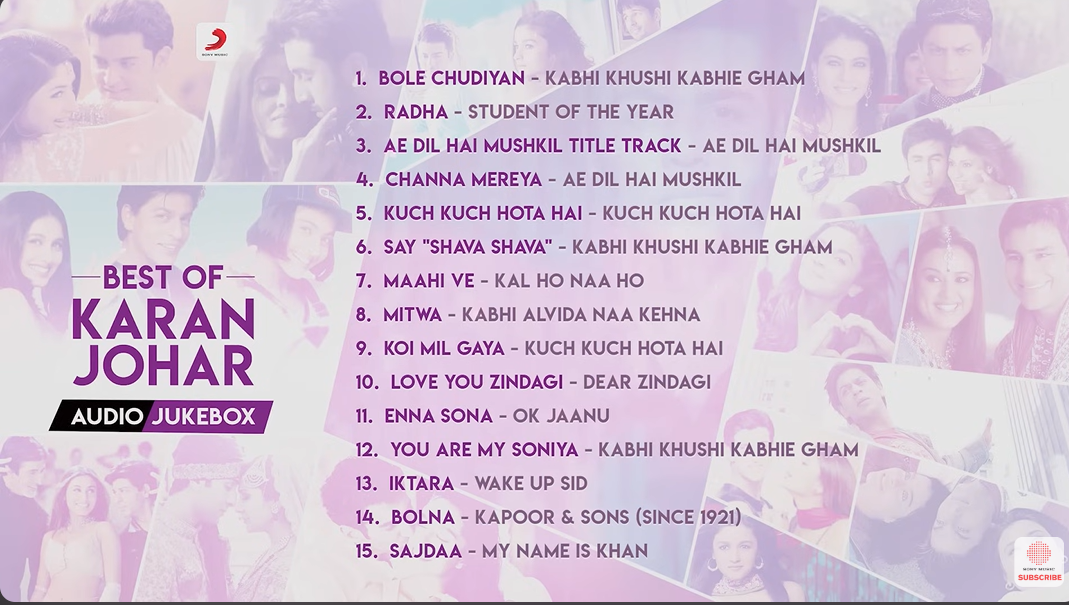 SONY MUSIC
BEST OF
KARAN
JOHAR
AUDIO JUKEBOX
1. BOLE CHUDIYAN - KABHI KHUSHI KABHIE GHAM
2. RADHA - STUDENT OF THE YEAR
3. AE DIL HAI MUSHKIL TITLE TRACK - AE DIL HAI MUSHKIL
4. CHANNA MEREYA - AE DIL HAI MUSHKIL
5. KUCH KUCH HOTA HAI - KUCH KUCH HOTA HAI
6. SAY "SHAVA SHAVA" - KABHI KHUSHI KABHIE GHAM
7. MAAHI VE - KAL HO NAA HO
8. MITWA - KABHI ALVIDA NAA KEHNA
9. KOI MIL GAYA - KUCH KUCH HOTA HAI
10. LOVE YOU ZINDAGI - DEAR ZINDAGI
11. ENNA SONA - OK JAANU
12. YOU ARE MY SONIYA - KABHI KHUSHI KABHIE GHAM
13. IKTARA - WAKE UP SID
14. BOLNA - KAPOOR & SONS (SINCE 1921)
15. SAJDAA - MY NAME IS KHAN
SONY MUSIC
SUBSCRIBE